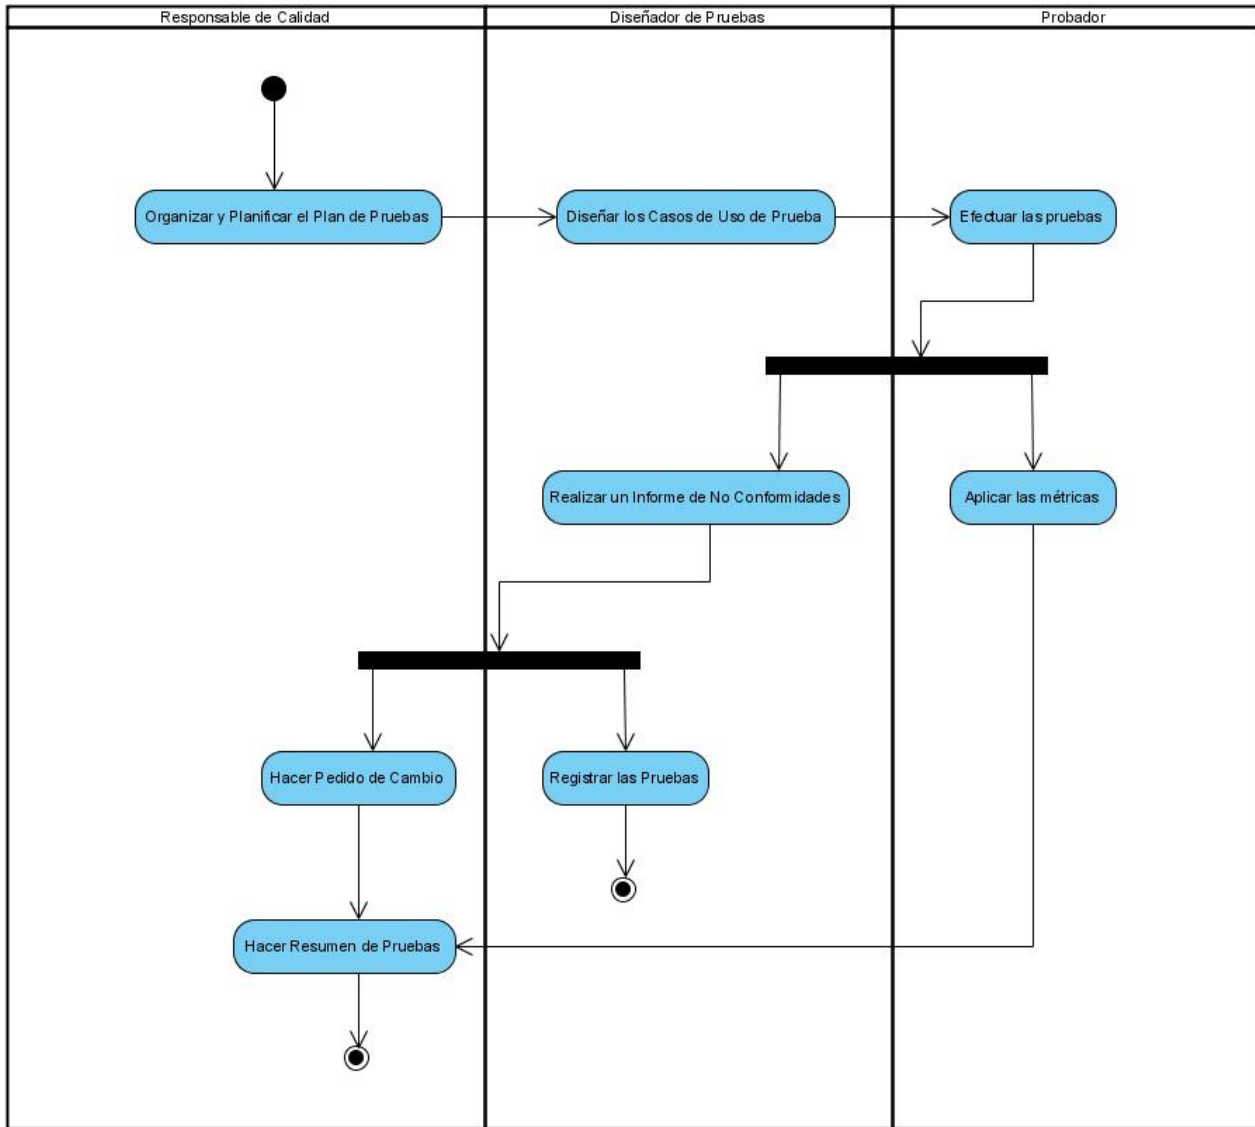 Responsable de Calidad
Diseñador de Pruebas
Probador
Organizar y Planificar el Plan de Pruebas
Diseñar los Casos de Uso de Prueba
Efectuar las pruebas
Realizar un Informe de No Conformidades
Aplicar las métricas
Hacer Pedido de Cambio
Registrar las Pruebas
Hacer Resumen de Pruebas